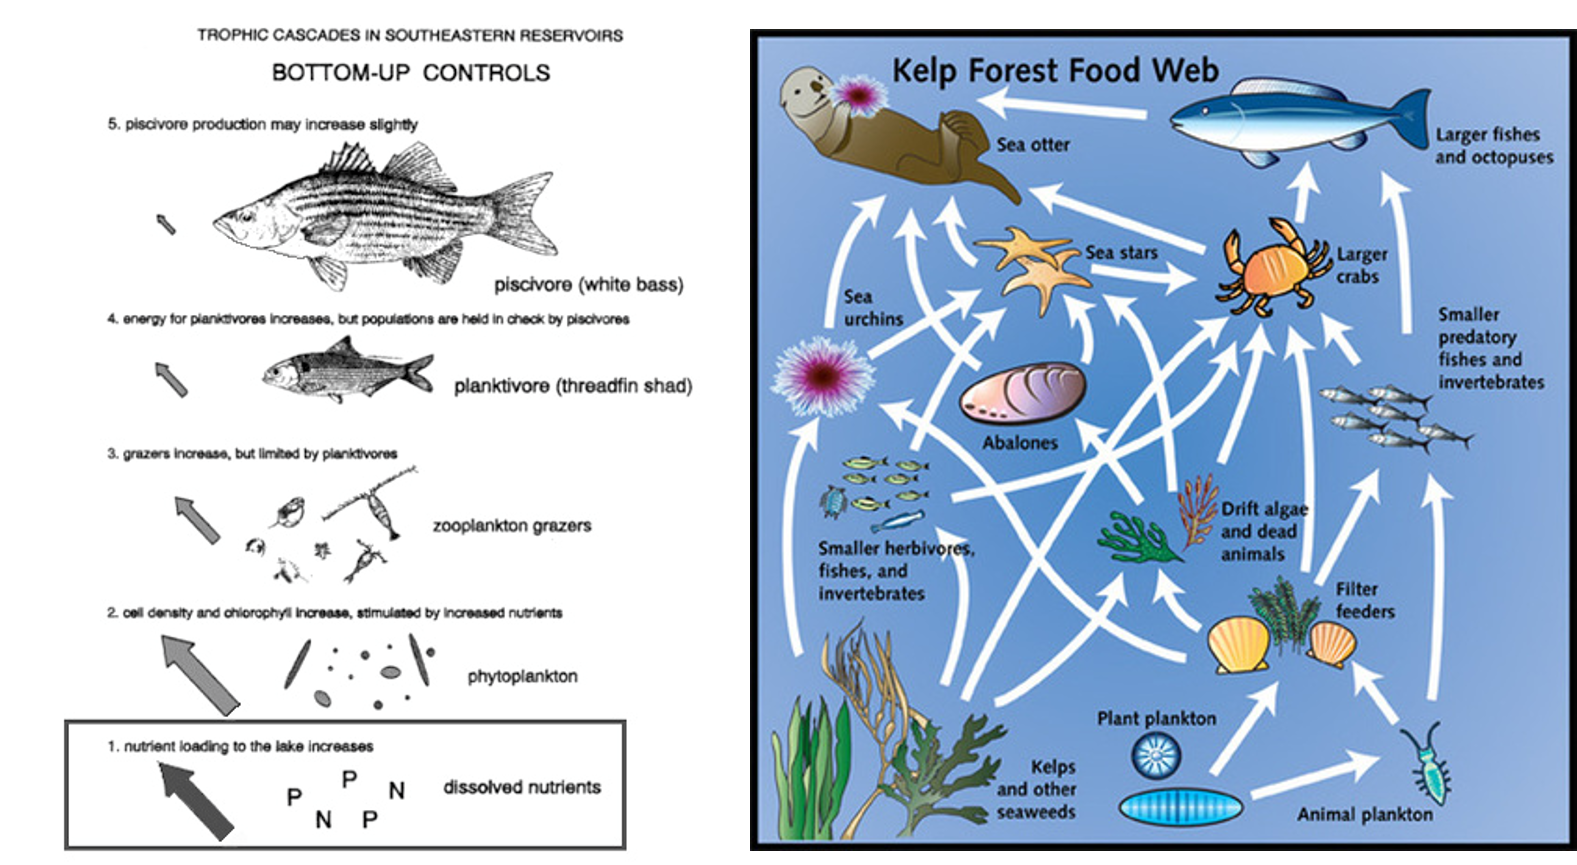 TROPHIC CASCADES IN SOUTHEASTERN RESERVOIRS
BOTTOM-UP CONTROLS
5. piscivore production may increase slightly
piscivore (white bass)
4. energy for planktivores increases, but populations are held in check by piscivores
planktivore (threadfin shad)
3. grazers increase, but limited by planktivores
zooplankton grazers
2. cell density and chlorophyll increase, stimulated by increased nutrients
phytoplankton
1. nutrient loading to the lake increases
dissolved nutrients
P
P
N
N
P
Kelp Forest Food Web
Sea otter
Larger fishes
and octopuses
Sea stars
Larger
crabs
Sea
urchins
Smaller
predatory
fishes and
invertebrates
Abalones
Drift algae
and dead
animals
Smaller herbivores,
fishes, and
invertebrates
Filter
feeders
Plant plankton
Kelps
and other
seaweeds
Animal plankton